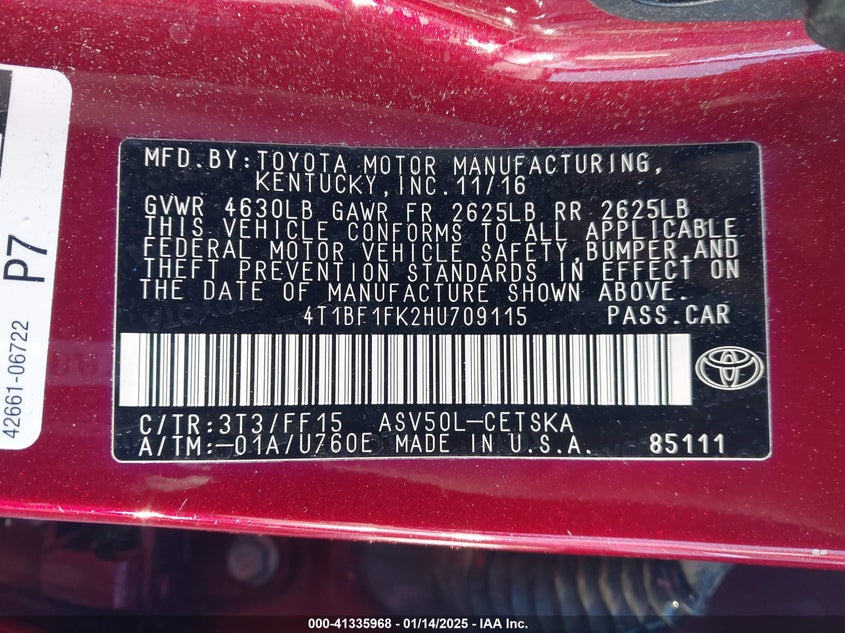 MFD.BY:TOYOTA MOTOR MANUFACTURING,
KENTUCKY,INC.11/16
GVWR 4630LB GAWR FR 2625LB RR 2625LB
THIS VEHICLE CONFORMS TO ALL APPLICABLE
FEDERAL MOTOR VEHICLE SAFETY,BUMPER,AND
THEFT PREVENTION STANDARDS IN EFFECT ON
THE DATE OF MANUFACTURE SHOWN ABOVE.
4T1BF1FK2HU709115 PASS.CAR
C/TR:3T3/FF15 ASV50L-CETSKA
A/TM:-01A/U760E MADE IN U.S.A. 85111
P7
42661-06722
000-41335968 - 01/14/2025 - IAA Inc.